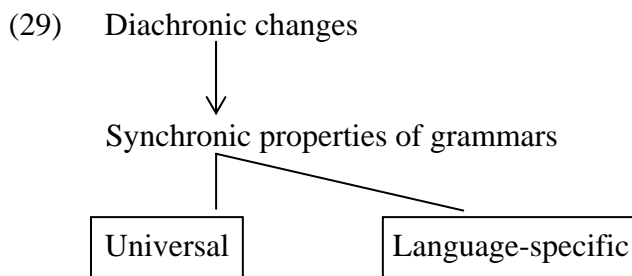 (29) Diachronic changes
Synchronic properties of grammars
Universal Language-specific